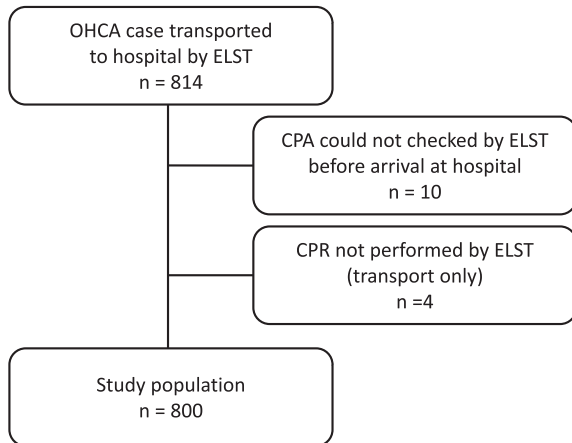 OHCA case transported
to hospital by ELST
n = 814
CPA could not checked by ELST
before arrival at hospital
n = 10
CPR not performed by ELST
(transport only)
n =4
Study population
n = 800